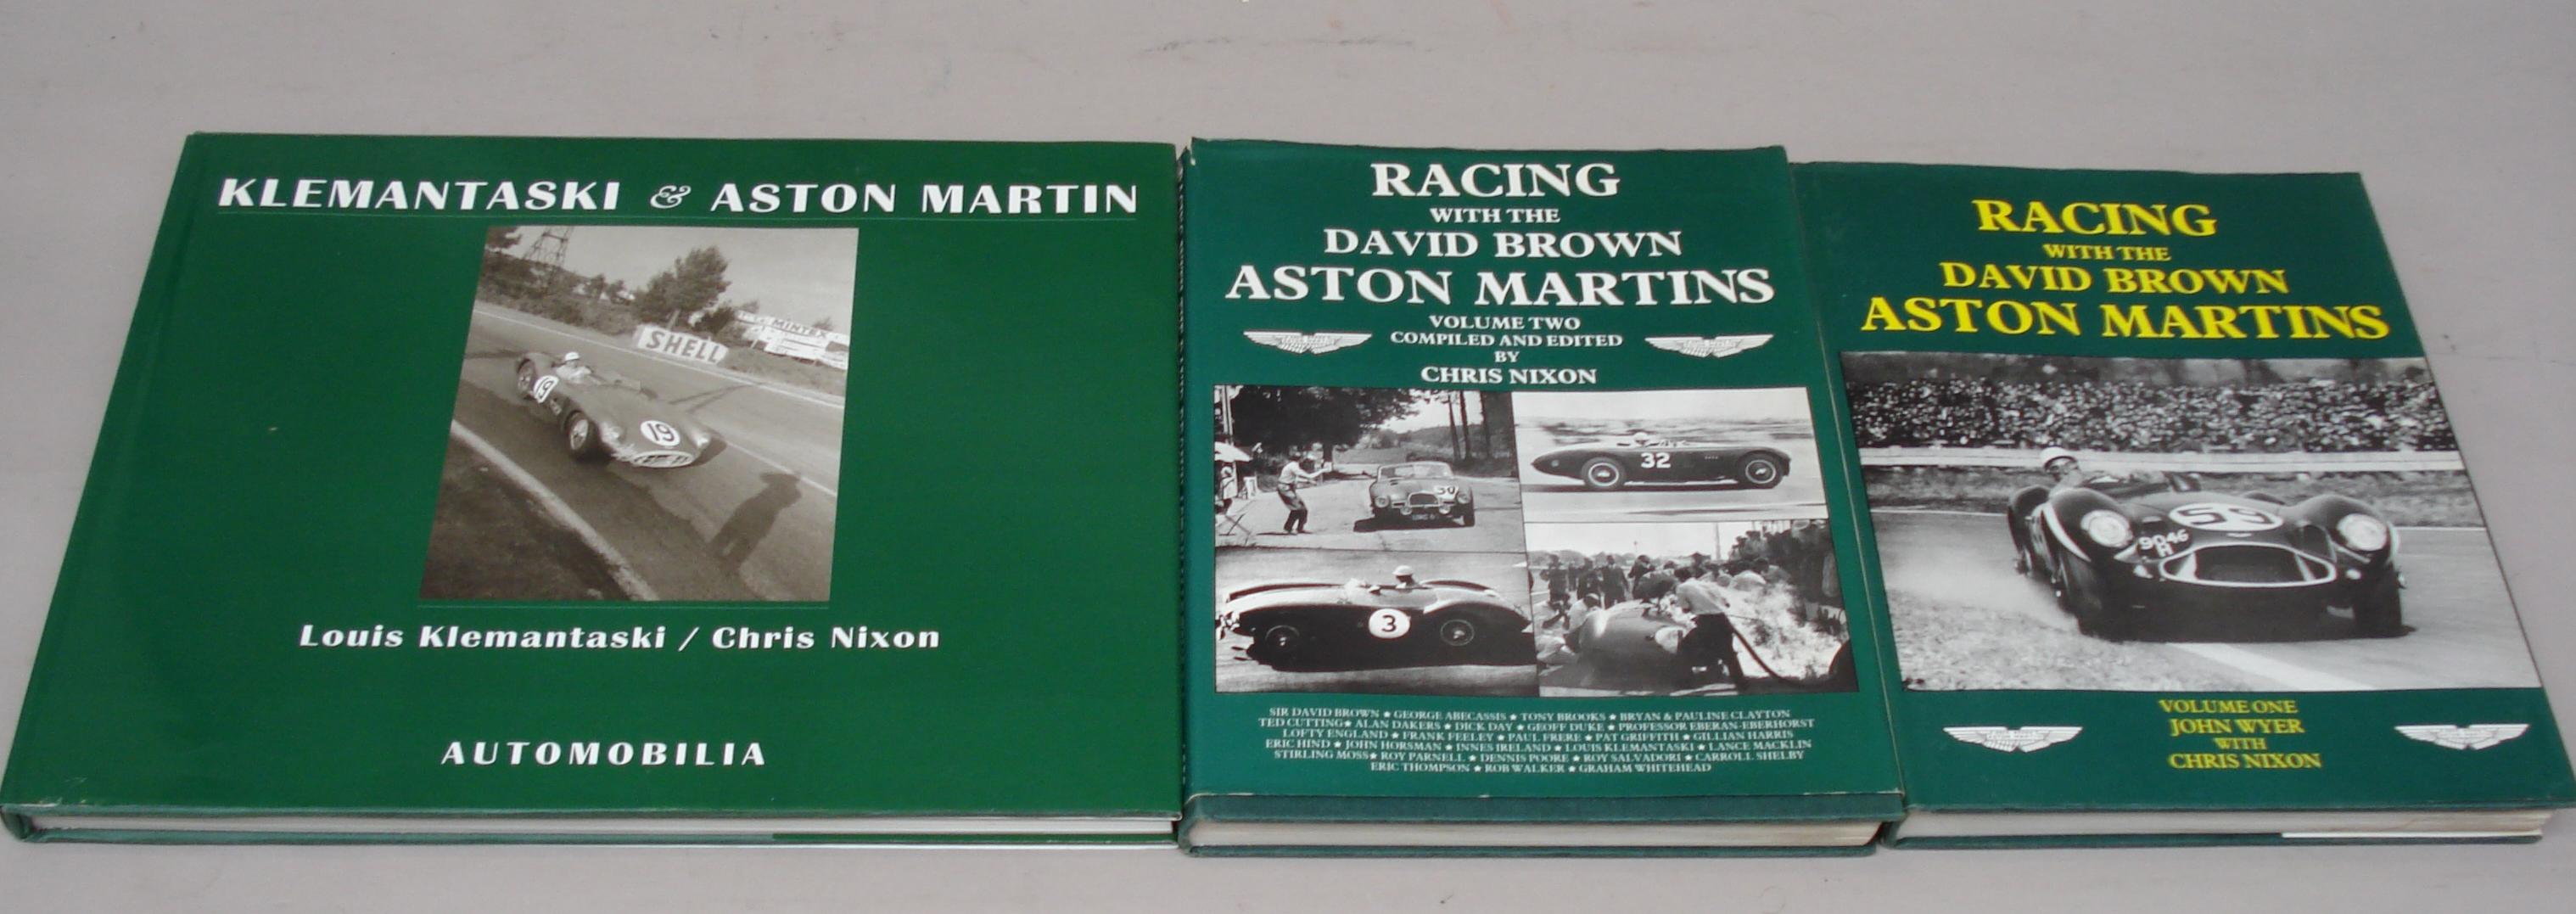 KLEMANTASKI & ASTON MARTIN
SHELL
MINTEX
19
19
Louis Klemantaski / Chris Nixon
AUTOMOBILIA
RACING
WITH THE
DAVID BROWN
ASTON MARTINS
VOLUME TWO
COMPILED AND EDITED
BY
CHRIS NIXON
32
3
SIR DAVID BROWN ★ GEORGE ABECASSIS ★ TONY BROOKS ★ BRYAN & PAULINE CLAYTON
TED CUTTING ★ ALAN DAKERS ★ DICK DAY ★ GEOFF DUKE ★ PROFESSOR EBERAN-EBERHORST
LOFTY ENGLAND ★ FRANK FEELEY ★ PAUL FRERE ★ PAT GRIFFITH ★ GILLIAN HARRIS
ERIC HIND ★ JOHN HORSMAN ★ INNES IRELAND ★ LOUIS KLEMANTASKI ★ LANCE MACKLIN
STIRLING MOSS ★ ROY PARNELL ★ DENNIS POORE ★ ROY SALVADORI ★ CARROLL SHELBY
ERIC THOMPSON ★ ROB WALKER ★ GRAHAM WHITEHEAD
RACING
WITH THE
DAVID BROWN
ASTON MARTINS
59
9046
H
VOLUME ONE
JOHN WYER
WITH
CHRIS NIXON